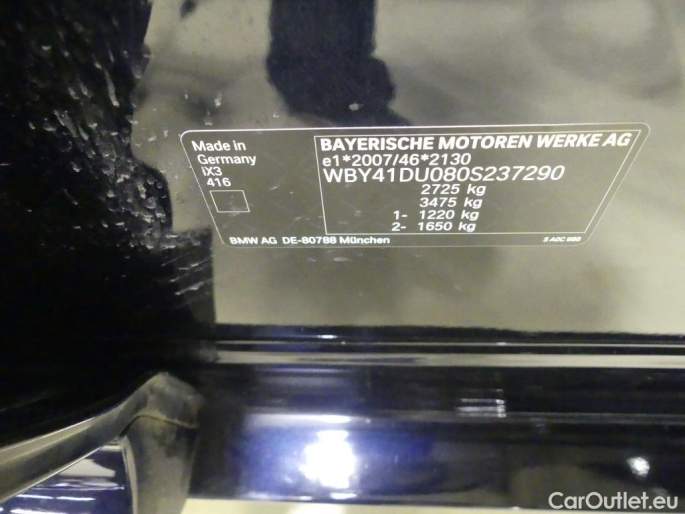 Made in
Germany
iX3
416
BAYERISCHE MOTOREN WERKE AG
e1*2007/46*2130
WBY41DU080S237290
2725 kg
3475 kg
1- 1220 kg
2- 1650 kg
BMW AG DE-80788 München
CarOutlet.eu